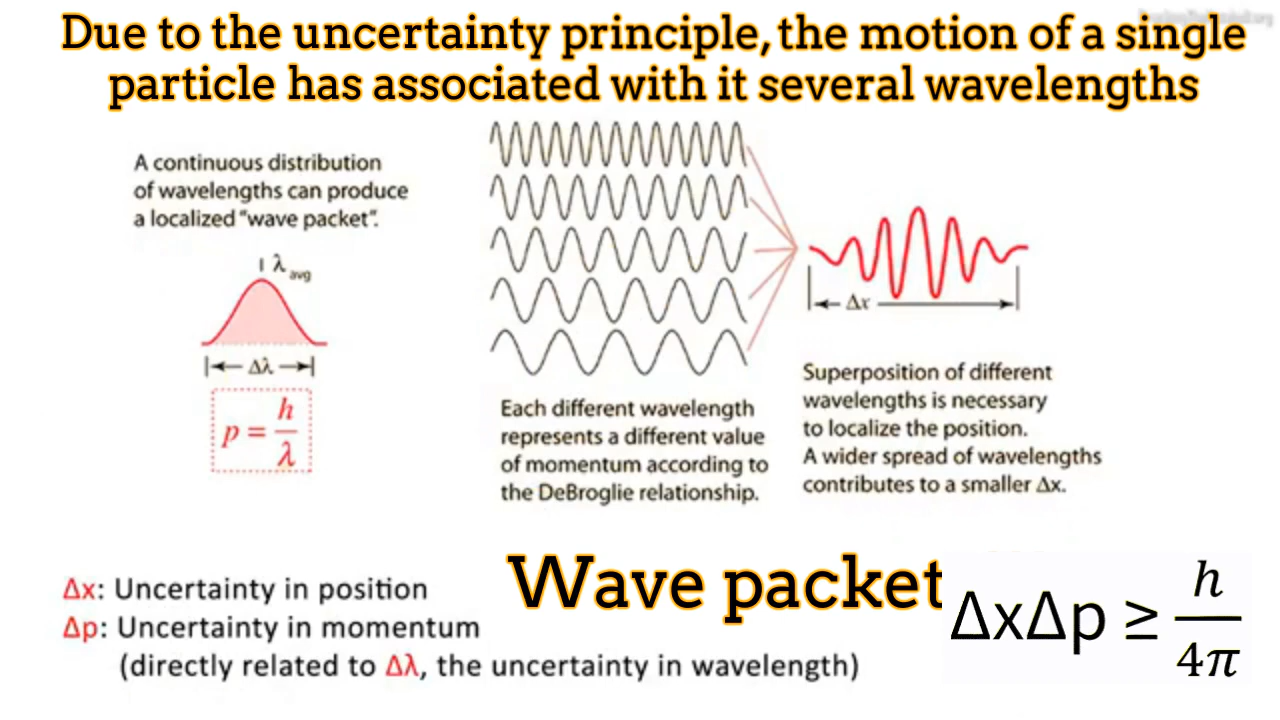 Due to the uncertainty principle, the motion of a single
particle has associated with it several wavelengths
A continuous distribution
of wavelengths can produce
a localized "wave packet".
λ avg
Δλ
p = h/λ
Each different wavelength
represents a different value
of momentum according to
the DeBroglie relationship.
Δx
Superposition of different
wavelengths is necessary
to localize the position.
A wider spread of wavelengths
contributes to a smaller Δx.
Wave packet
Δx: Uncertainty in position
Δp: Uncertainty in momentum
(directly related to Δλ, the uncertainty in wavelength)
ΔxΔp ≥ h/4π